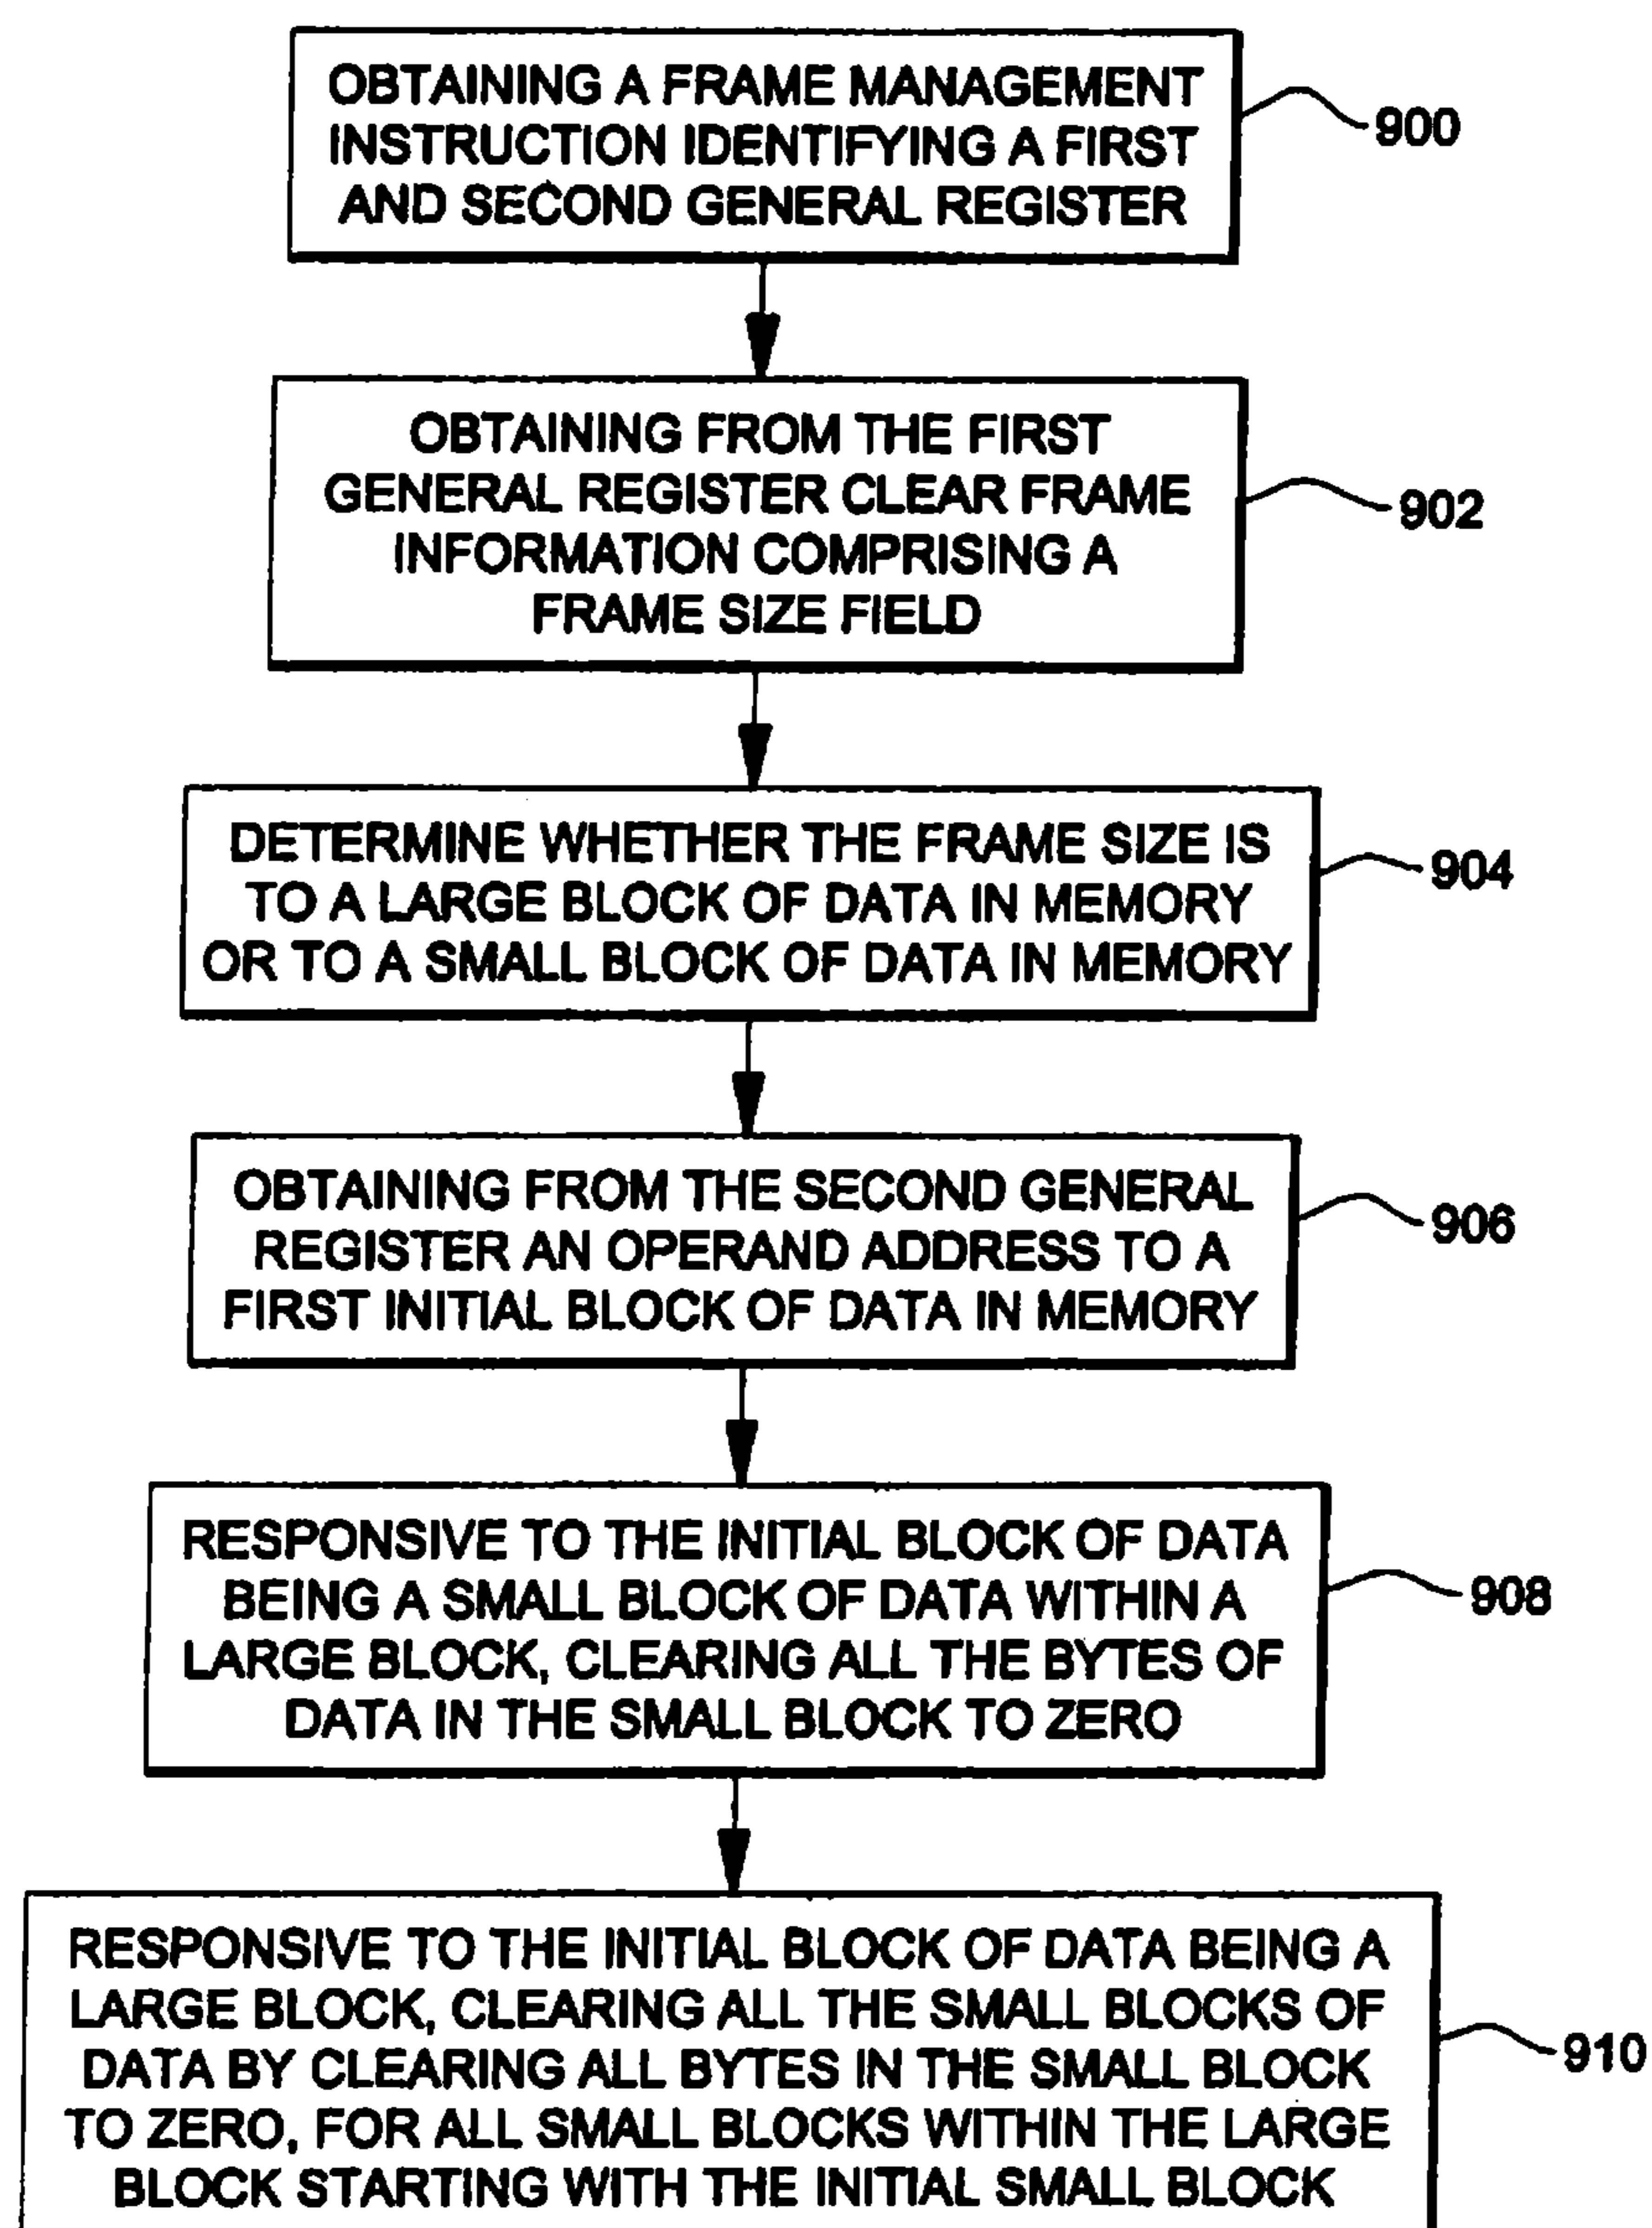 OBTAINING A FRAME MANAGEMENT
INSTRUCTION IDENTIFYING A FIRST
AND SECOND GENERAL REGISTER
900
OBTAINING FROM THE FIRST
GENERAL REGISTER CLEAR FRAME
INFORMATION COMPRISING A
FRAME SIZE FIELD
902
DETERMINE WHETHER THE FRAME SIZE IS
TO A LARGE BLOCK OF DATA IN MEMORY
OR TO A SMALL BLOCK OF DATA IN MEMORY
904
OBTAINING FROM THE SECOND GENERAL
REGISTER AN OPERAND ADDRESS TO A
FIRST INITIAL BLOCK OF DATA IN MEMORY
906
RESPONSIVE TO THE INITIAL BLOCK OF DATA
BEING A SMALL BLOCK OF DATA WITHIN A
LARGE BLOCK, CLEARING ALL THE BYTES OF
DATA IN THE SMALL BLOCK TO ZERO
908
RESPONSIVE TO THE INITIAL BLOCK OF DATA BEING A
LARGE BLOCK, CLEARING ALL THE SMALL BLOCKS OF
DATA BY CLEARING ALL BYTES IN THE SMALL BLOCK
TO ZERO, FOR ALL SMALL BLOCKS WITHIN THE LARGE
BLOCK STARTING WITH THE INITIAL SMALL BLOCK
910